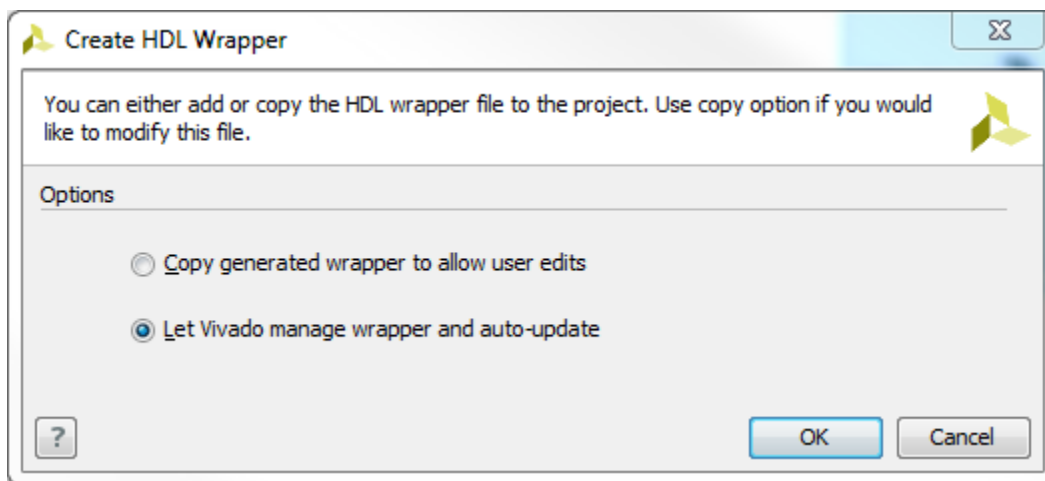 Create HDL Wrapper
You can either add or copy the HDL wrapper file to the project. Use copy option if you would
like to modify this file.
Options
Copy generated wrapper to allow user edits
Let Vivado manage wrapper and auto-update
?
OK
Cancel